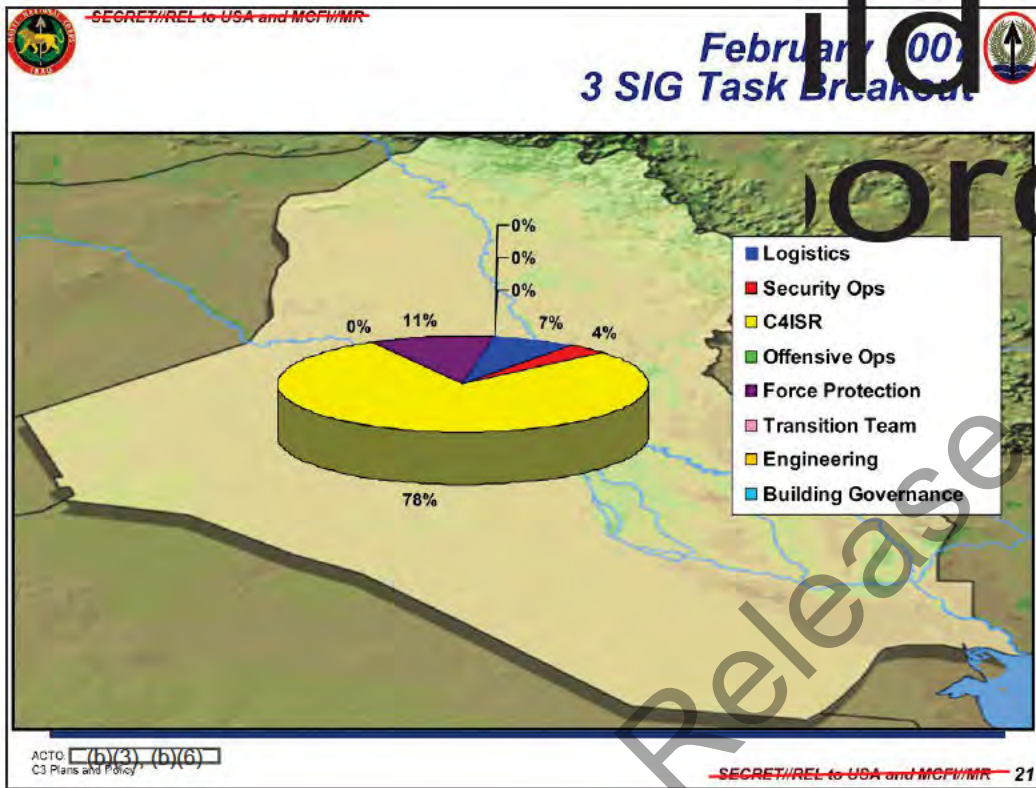 SECRET//REL to USA and MCFI//MR
IRAQ
February 2007
3 SIG Task Breakout
0%
0%
0%
0%
11%
7%
4%
78%
Logistics
Security Ops
C4ISR
Offensive Ops
Force Protection
Transition Team
Engineering
Building Governance
Release
ACTO: (b)(3), (b)(6)
C3 Plans and Policy
SECRET//REL to USA and MCFI//MR 21